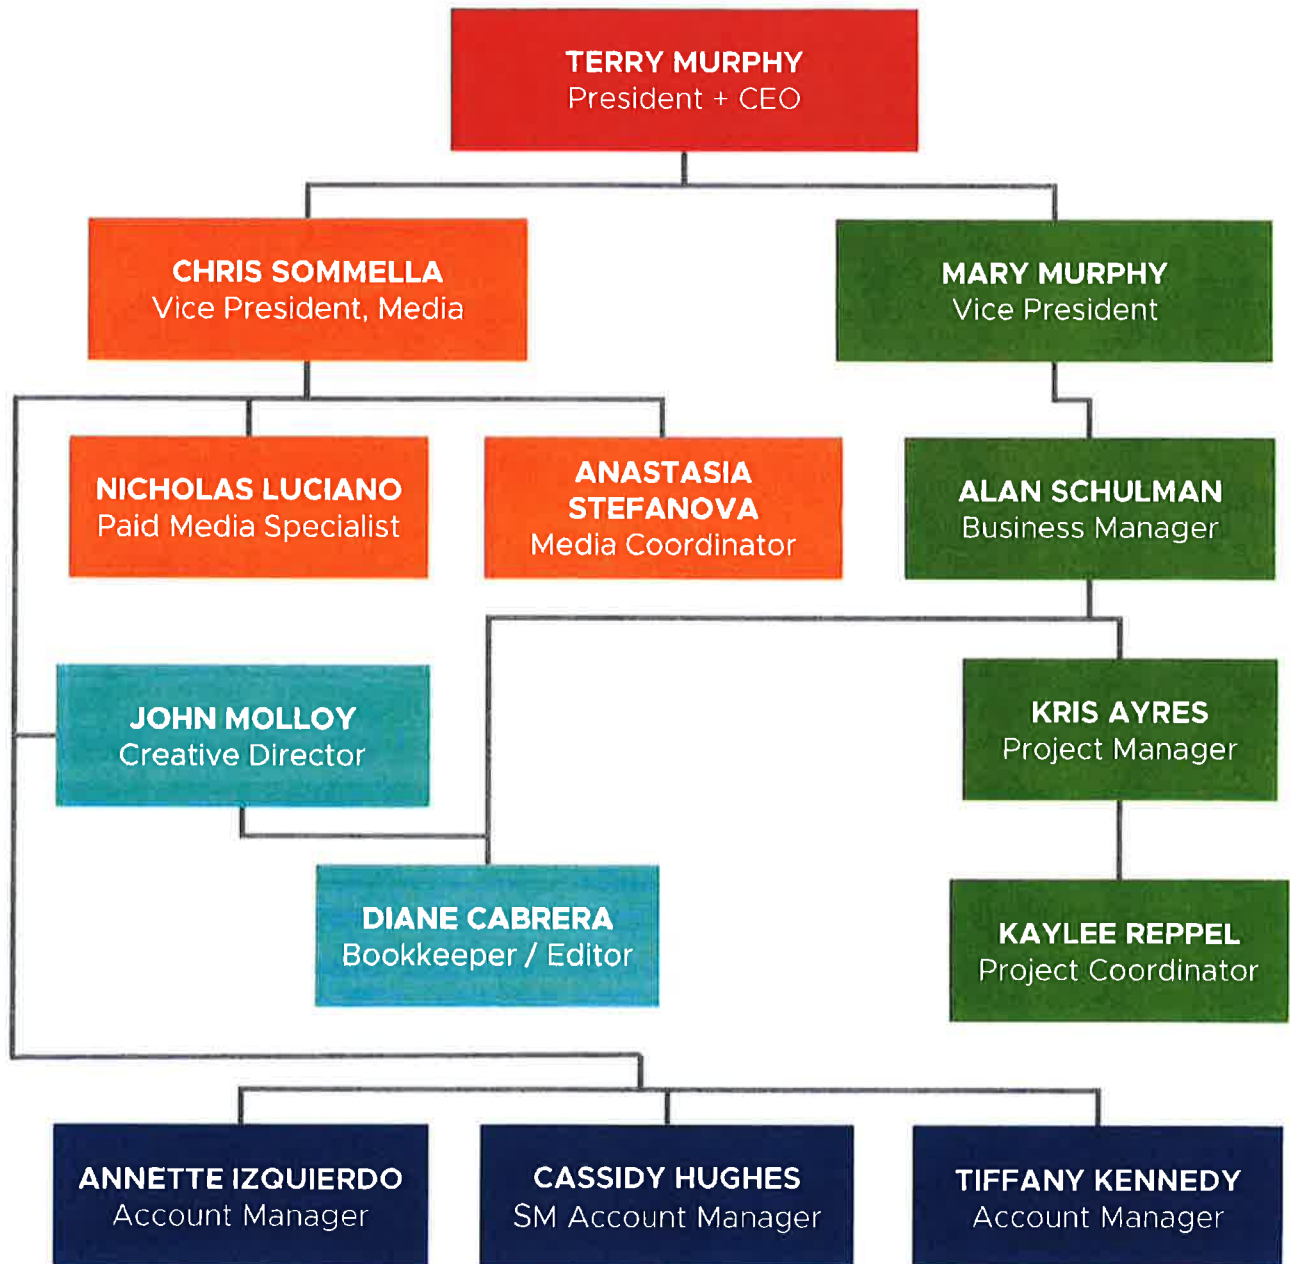 TERRY MURPHY
President + CEO
CHRIS SOMMELLA
Vice President, Media
MARY MURPHY
Vice President
NICHOLAS LUCIANO
Paid Media Specialist
ANASTASIA
STEFANOVA
Media Coordinator
ALAN SCHULMAN
Business Manager
JOHN MOLLOY
Creative Director
KRIS AYRES
Project Manager
DIANE CABRERA
Bookkeeper / Editor
KAYLEE REPPEL
Project Coordinator
ANNETTE IZQUIERDO
Account Manager
CASSIDY HUGHES
SM Account Manager
TIFFANY KENNEDY
Account Manager